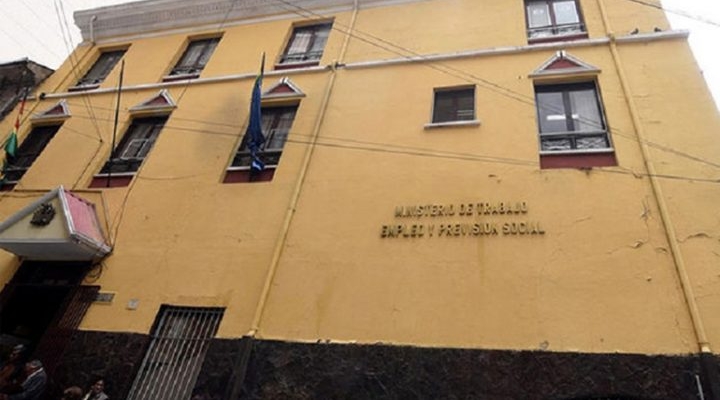 MINISTERIO DE TRABAJO
EMPLEO Y PREVISION SOCIAL